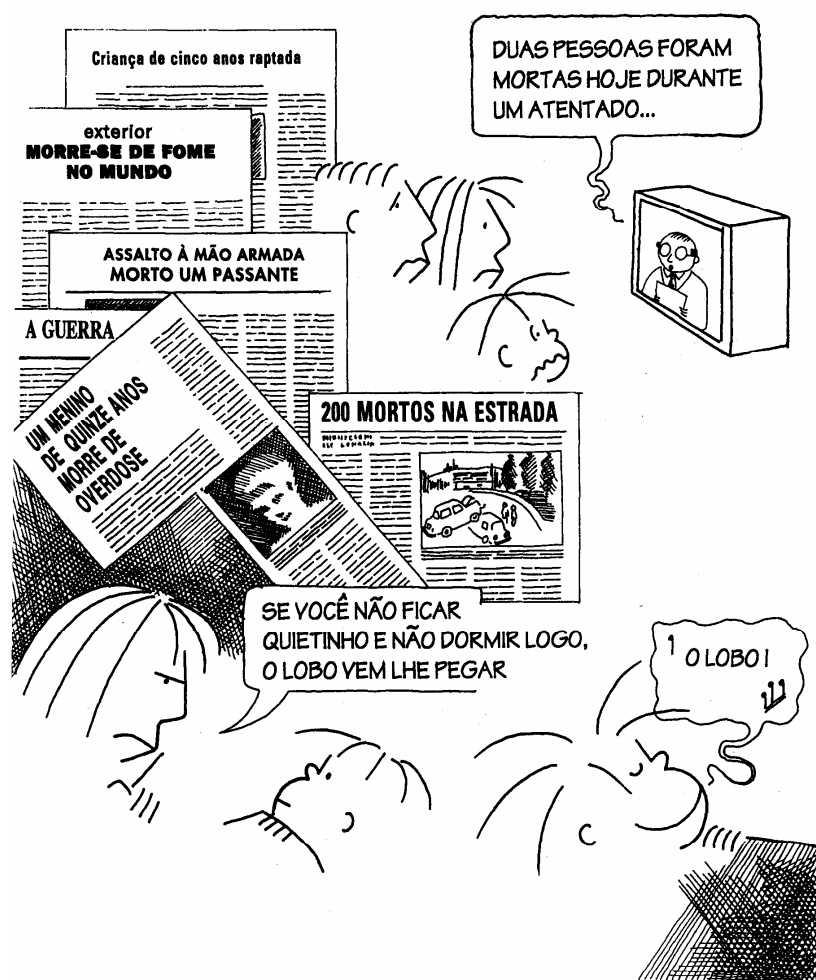 Criança de cinco anos raptada
exterior
MORRE-SE DE FOME
NO MUNDO
DUAS PESSOAS FORAM
MORTAS HOJE DURANTE
UM ATENTADO...
ASSALTO À MÃO ARMADA
MORTO UM PASSANTE
A GUERRA
UM MENINO
DE QUINZE ANOS
MORRE DE
OVERDOSE
200 MORTOS NA ESTRADA
SE VOCÊ NÃO FICAR
QUIETINHO E NÃO DORMIR LOGO,
O LOBO VEM LHE PEGAR
O LOBO!